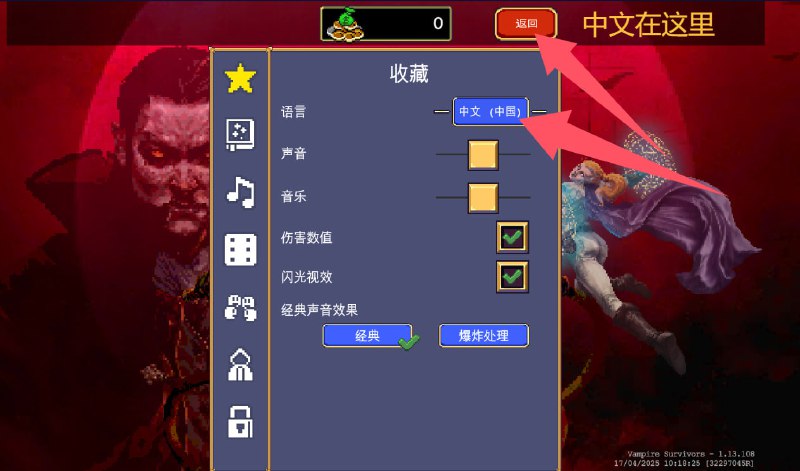 0
返回
中文在这里
收藏
语言
中文 (中国)
声音
音乐
伤害数值
闪光视效
经典声音效果
经典
爆炸处理
Vampire Survivors - 1.13.108
17/04/2025 10:18:25 [32297045R]